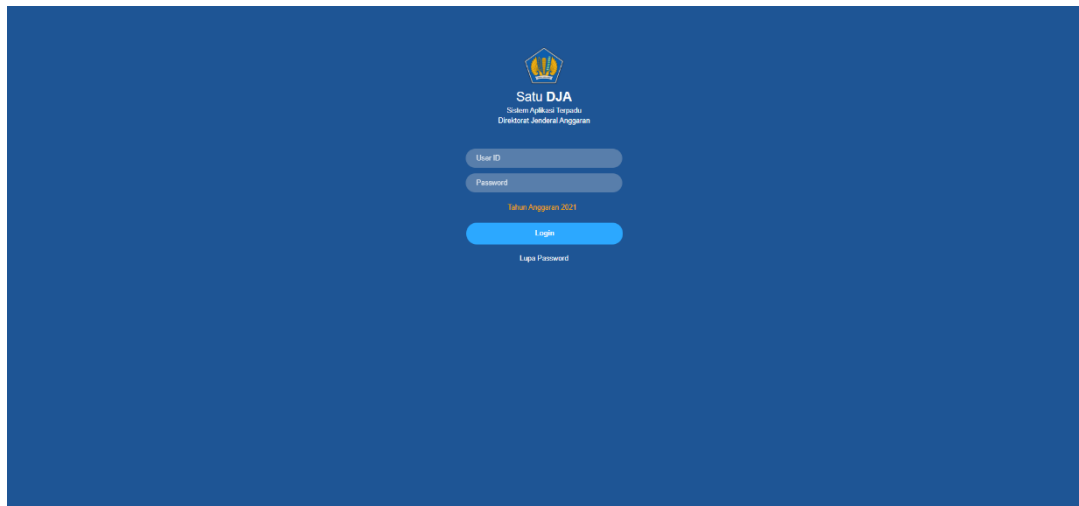 Satu DJA
Sistem Aplikasi Terpadu
Direktorat Jenderal Anggaran
User ID
Password
Tahun Anggaran 2021
Login
Lupa Password